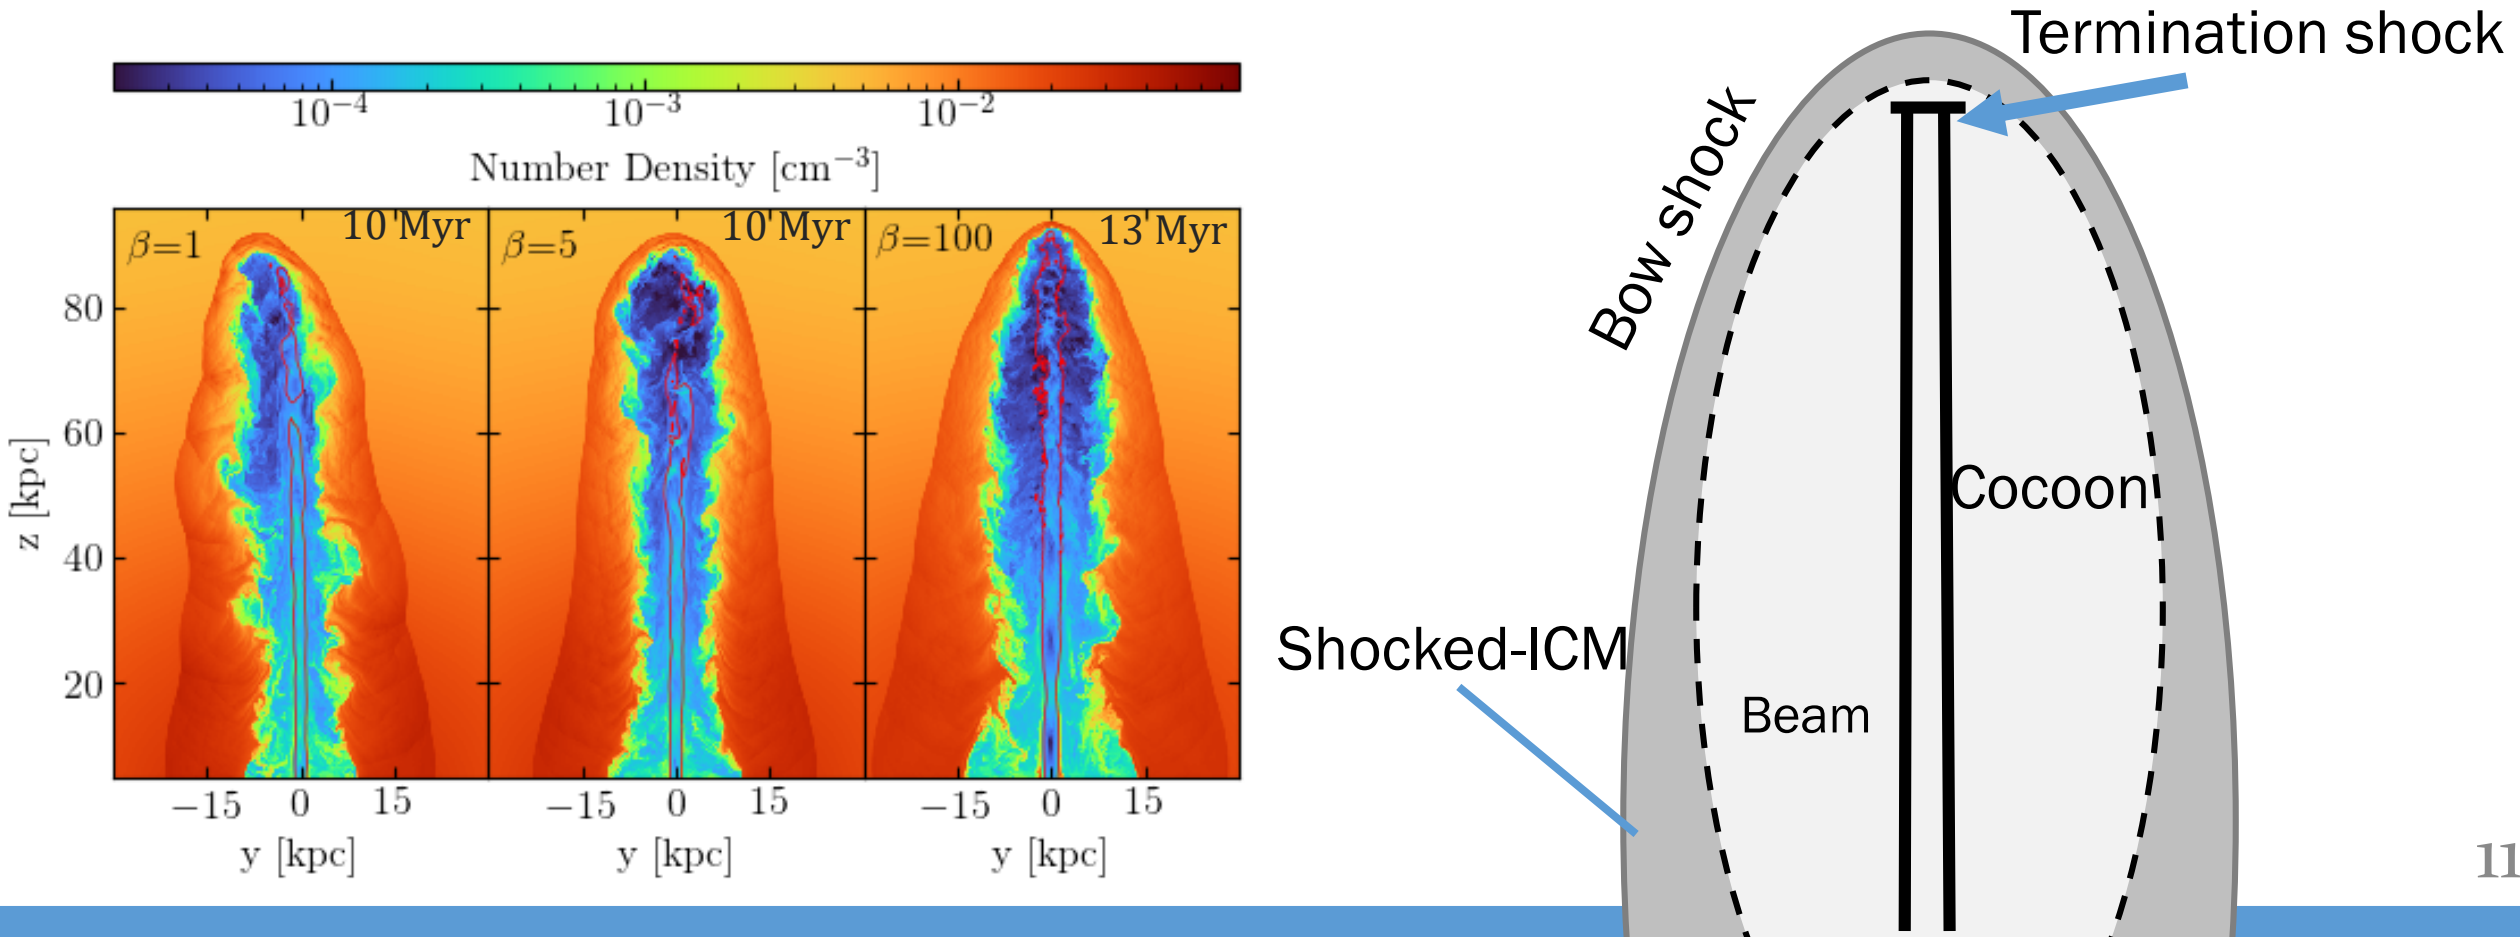 10⁻⁴ 10⁻³ 10⁻²
Number Density [cm⁻³]
β=1 10 Myr
β=5 10 Myr
β=100 13 Myr
80
60
40
20
z [kpc]
−15 0 15
−15 0 15
−15 0 15
y [kpc]
y [kpc]
y [kpc]
Termination shock
Bow shock
Cocoon
Shocked-ICM
Beam
11